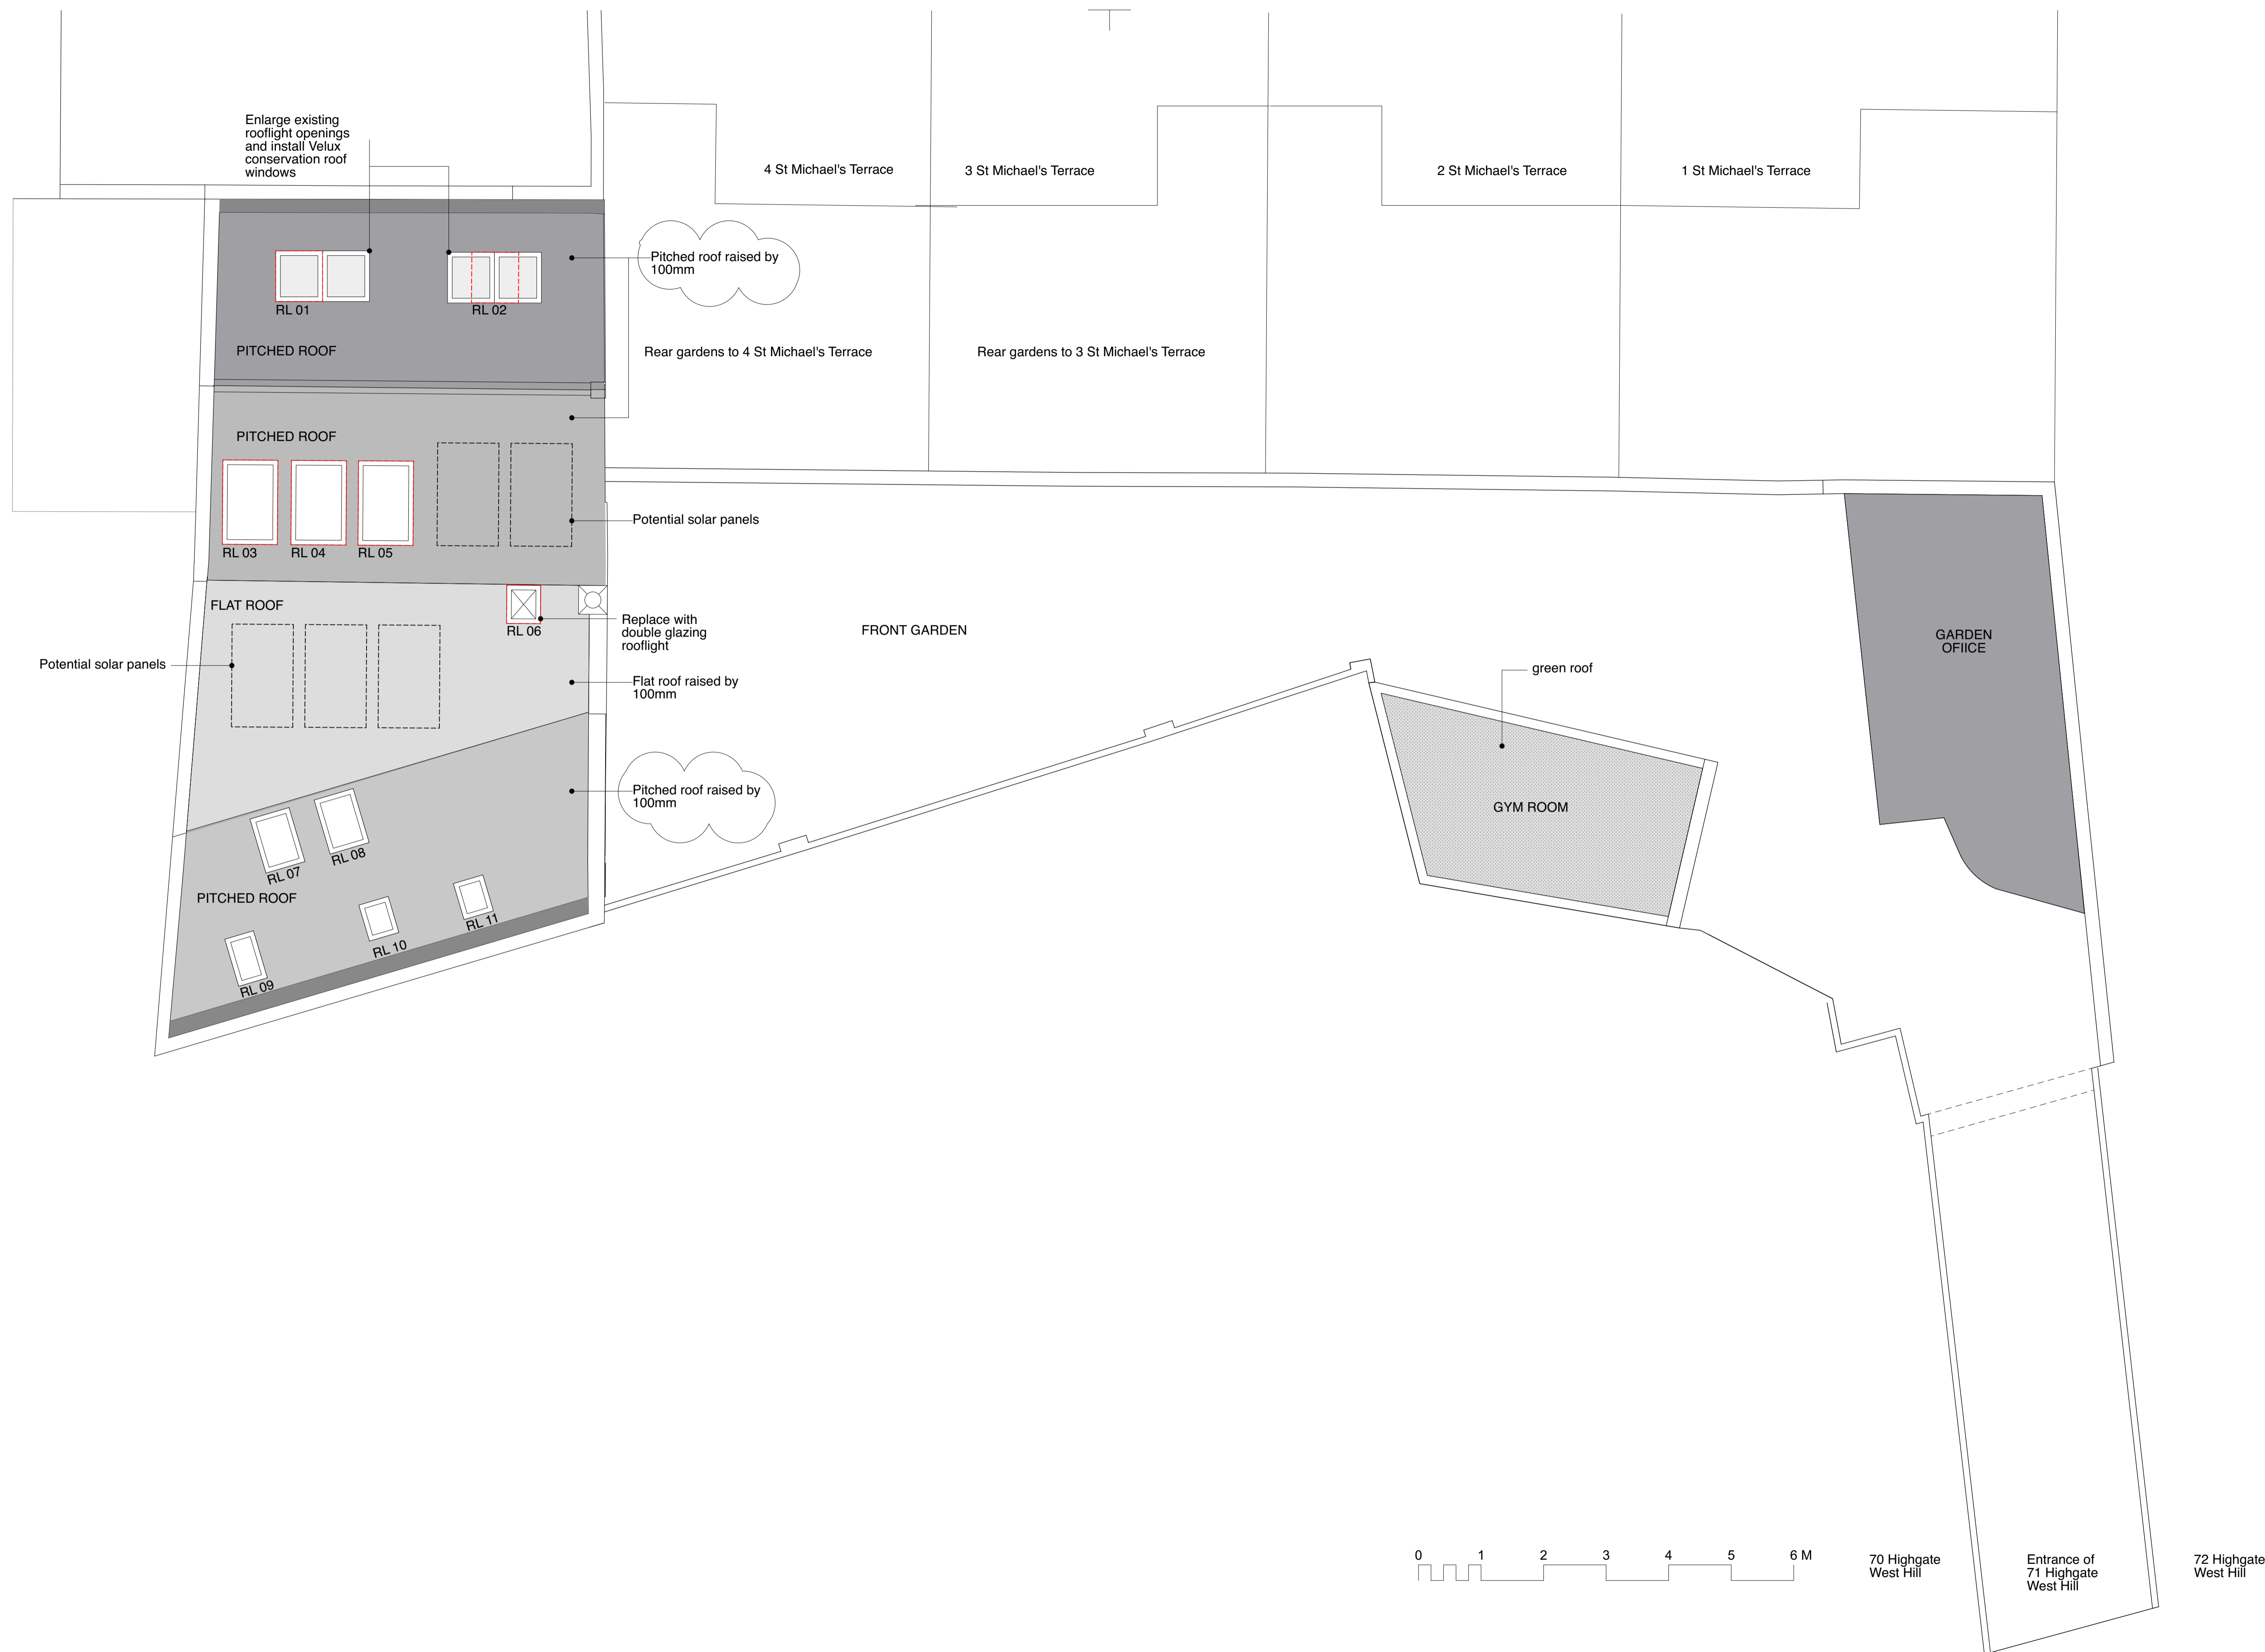 Enlarge existing
rooflight openings
and install Velux
conservation roof
windows
4 St Michael's Terrace
3 St Michael's Terrace
2 St Michael's Terrace
1 St Michael's Terrace
Pitched roof raised by
100mm
RL 01
RL 02
PITCHED ROOF
Rear gardens to 4 St Michael's Terrace
Rear gardens to 3 St Michael's Terrace
PITCHED ROOF
Potential solar panels
RL 03
RL 04
RL 05
FLAT ROOF
RL 06
Replace with
double glazing
rooflight
FRONT GARDEN
GARDEN
OFIICE
Potential solar panels
Flat roof raised by
100mm
green roof
Pitched roof raised by
100mm
GYM ROOM
RL 07
RL 08
PITCHED ROOF
RL 09
RL 10
RL 11
0 1 2 3 4 5 6 M
70 Highgate
West Hill
Entrance of
71 Highgate
West Hill
72 Highgate
West Hill